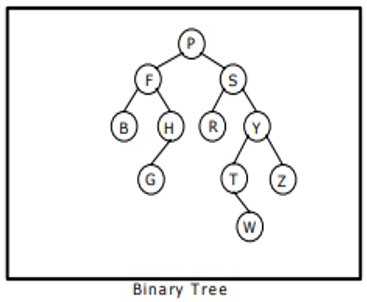 P
F S
B H R Y
G T Z
W
Binary Tree